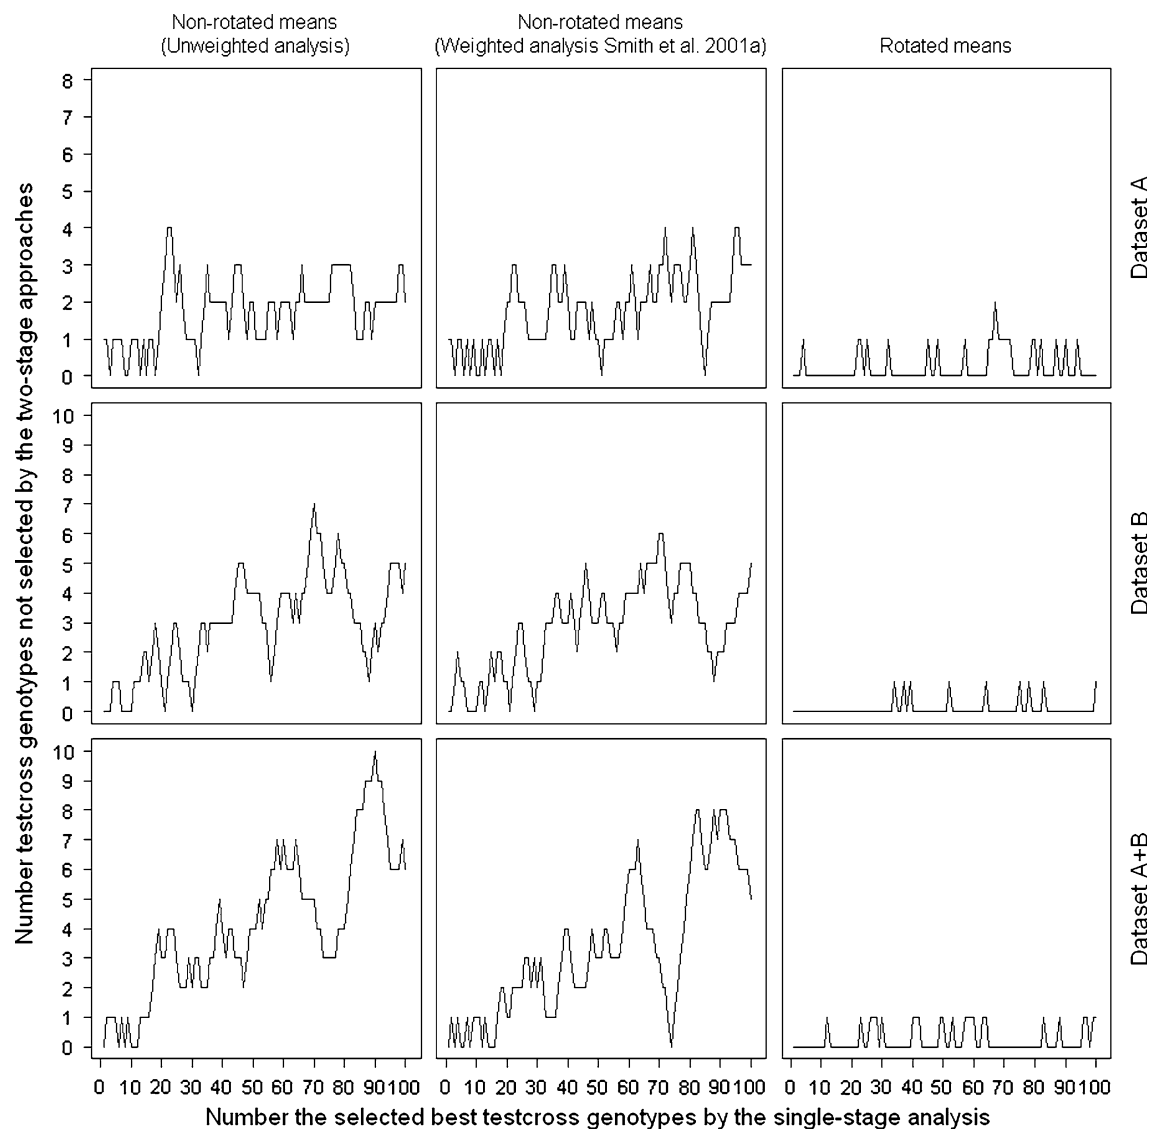 Non-rotated means
(Unweighted analysis)
Non-rotated means
(Weighted analysis Smith et al. 2001a)
Rotated means
Number testcross genotypes not selected by the two-stage approaches
8
7
6
5
4
3
2
1
0
Dataset A
10
9
8
7
6
5
4
3
2
1
0
Dataset B
10
9
8
7
6
5
4
3
2
1
0
Dataset A+B
0 10 20 30 40 50 60 70 80 90 100
0 10 20 30 40 50 60 70 80 90 100
0 10 20 30 40 50 60 70 80 90 100
Number the selected best testcross genotypes by the single-stage analysis